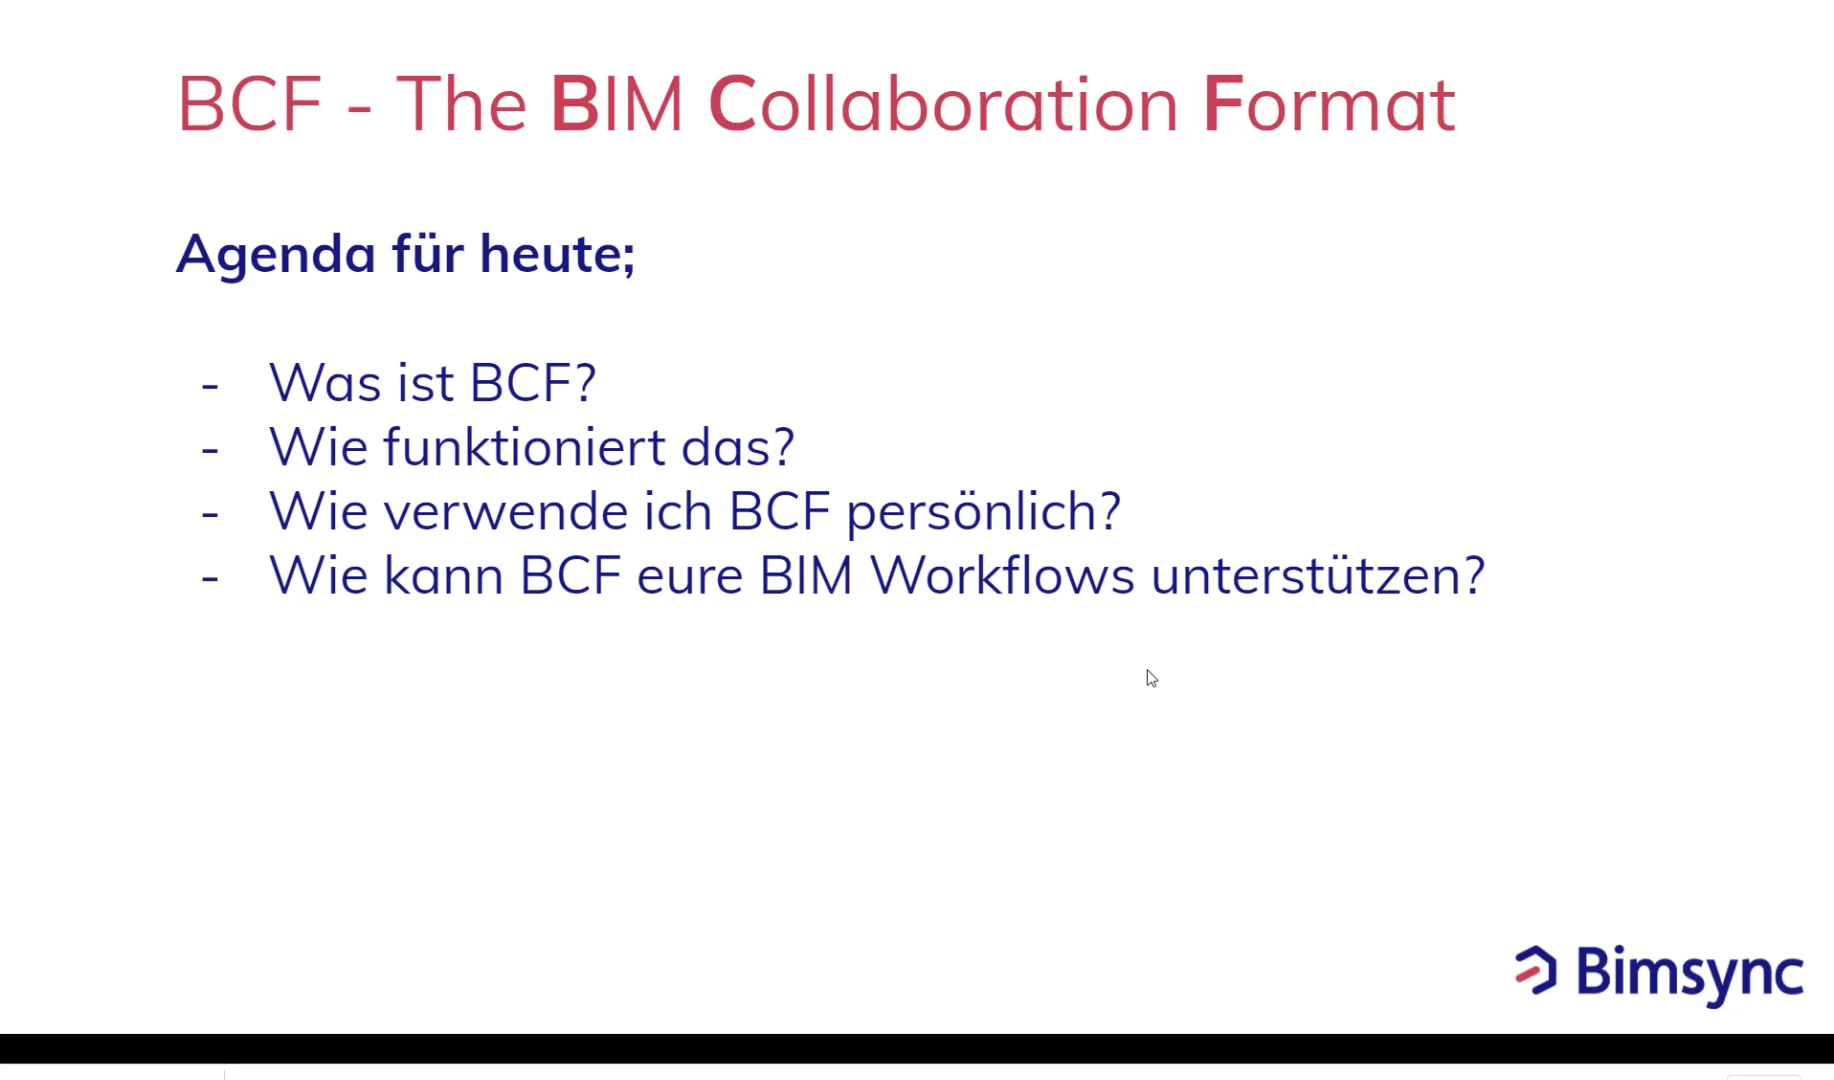 BCF - The BIM Collaboration Format
Agenda für heute;
- Was ist BCF?
- Wie funktioniert das?
- Wie verwende ich BCF persönlich?
- Wie kann BCF eure BIM Workflows unterstützen?
Bimsync